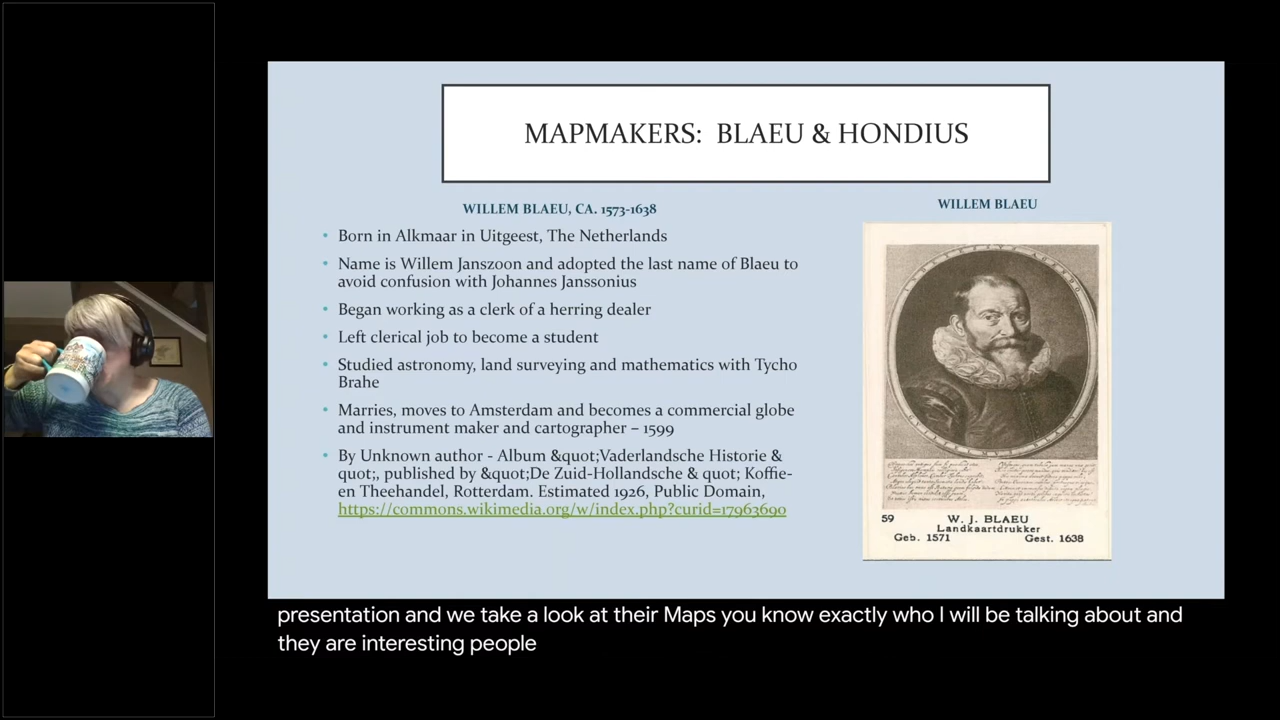 MAPMAKERS: BLAEU & HONDIUS
WILLEM BLAEU, CA. 1573-1638
• Born in Alkmaar in Uitgeest, The Netherlands
• Name is Willem Janszoon and adopted the last name of Blaeu to
avoid confusion with Johannes Janssonius
• Began working as a clerk of a herring dealer
• Left clerical job to become a student
• Studied astronomy, land surveying and mathematics with Tycho
Brahe
• Marries, moves to Amsterdam and becomes a commercial globe
and instrument maker and cartographer – 1599
• By Unknown author - Album &quot;Vaderlandsche Historie &
quot;, published by &quot;De Zuid-Hollandsche & quot; Koffie-
en Theehandel, Rotterdam. Estimated 1926, Public Domain,
https://commons.wikimedia.org/w/index.php?curid=17963690
WILLEM BLAEU
59 W. J. BLAEU
Landkaartdrukker
Geb. 1571 Gest. 1638
presentation and we take a look at their Maps you know exactly who I will be talking about and
they are interesting people